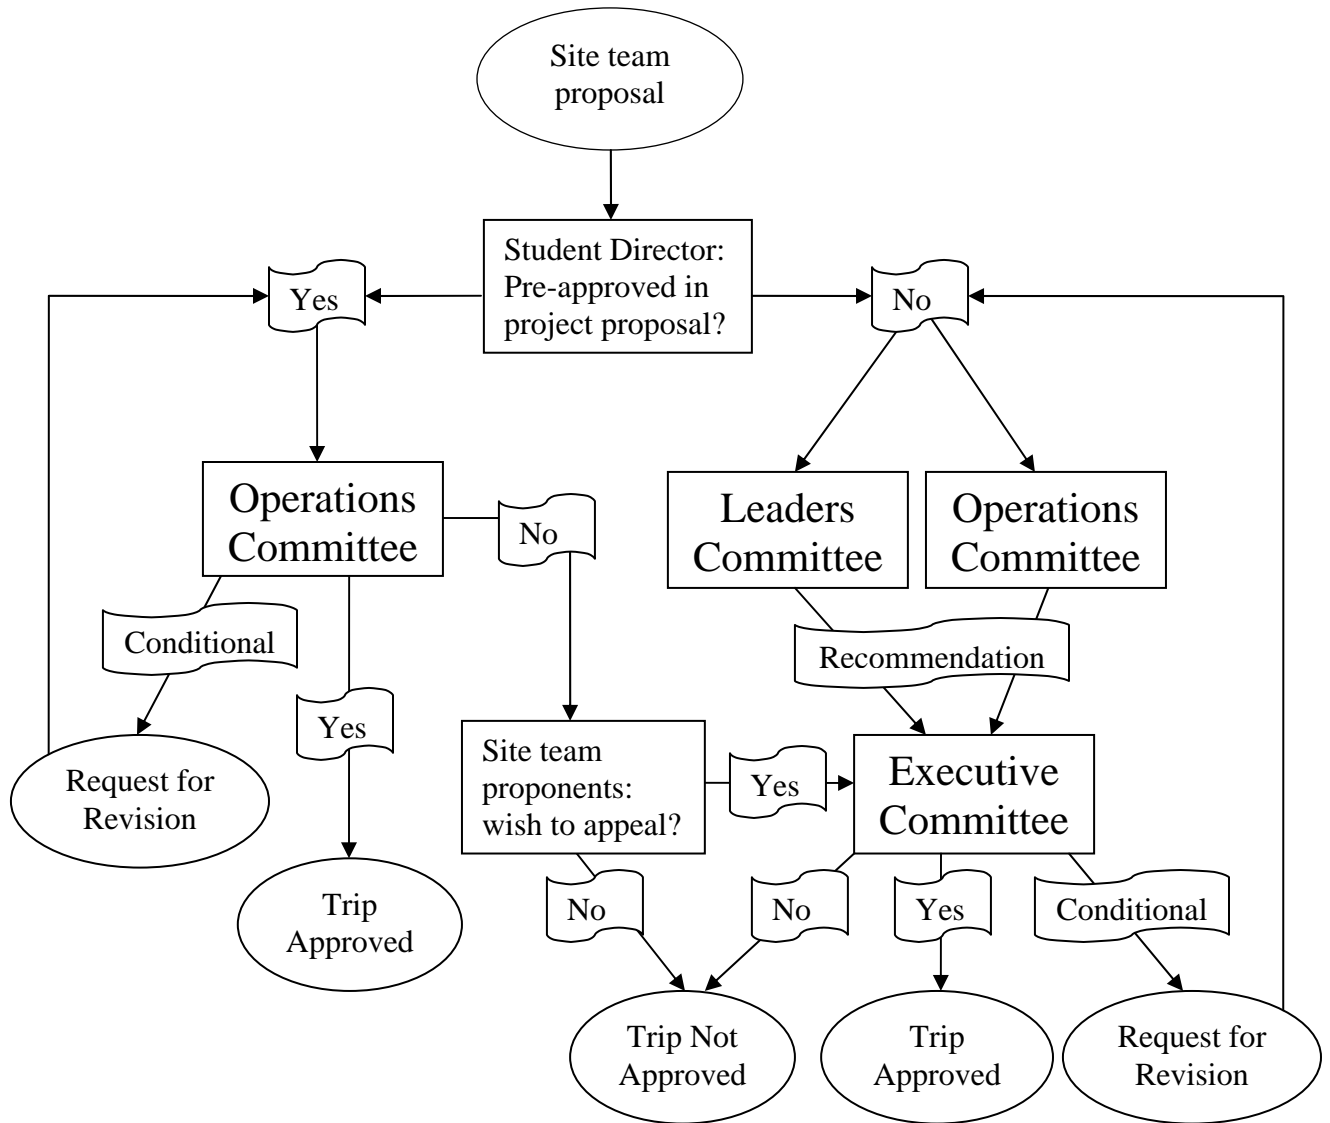 Site team
proposal
Student Director:
Pre-approved in
project proposal?
Yes
No
Operations
Committee
No
Leaders
Committee
Operations
Committee
Conditional
Yes
Recommendation
Request for
Revision
Site team
proponents:
wish to appeal?
Yes
Executive
Committee
Trip
Approved
No
No
Yes
Conditional
Trip Not
Approved
Trip
Approved
Request for
Revision